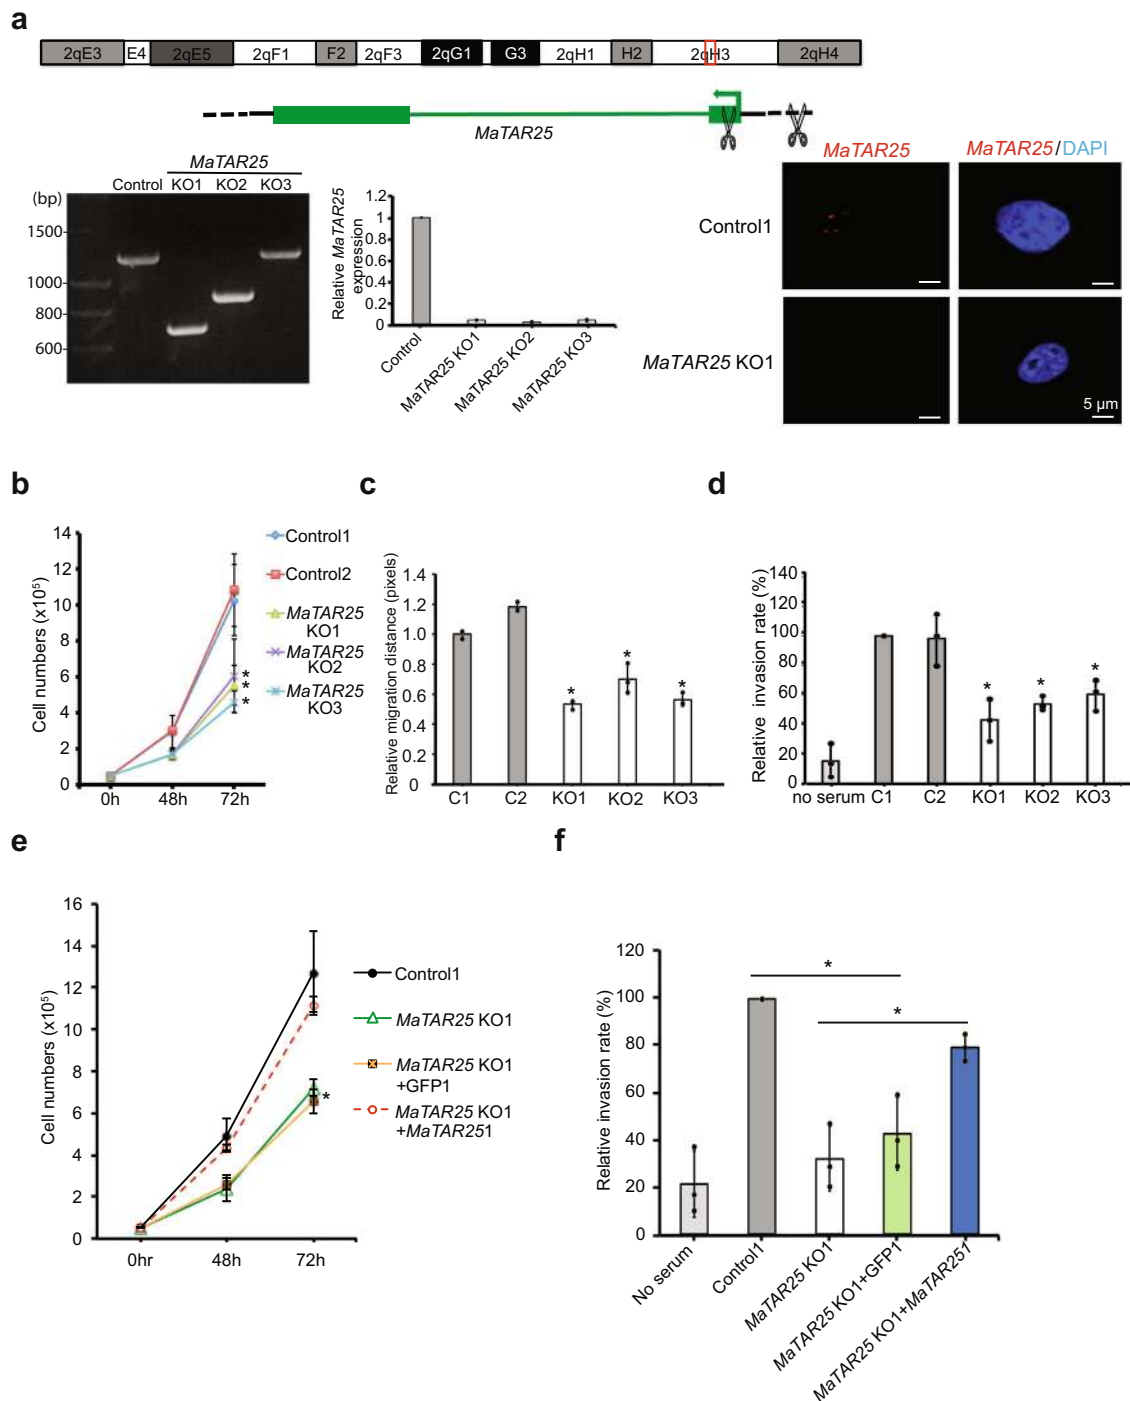 a
2qE3 E4 2qE5 2qF1 F2 2qF3 2qG1 G3 2qH1 H2 2qH3 2qH4
MaTAR25
MaTAR25
Control KO1 KO2 KO3
(bp)
1500
1000
800
600
Relative MaTAR25
expression
1.2
1
0.8
0.6
0.4
0.2
0
Control
MaTAR25 KO1
MaTAR25 KO2
MaTAR25 KO3
MaTAR25 MaTAR25/DAPI
Control1
MaTAR25 KO1
5 µm
b
Cell numbers (x10⁵)
14
12
10
8
6
4
2
0
0h 48h 72h
* 
*
*
Control1
Control2
MaTAR25
KO1
MaTAR25
KO2
MaTAR25
KO3
c
Relative migration distance (pixels)
1.4
1.2
1.0
0.8
0.6
0.4
0.2
0
* * *
C1 C2 KO1 KO2 KO3
d
Relative invasion rate (%)
140
120
100
80
60
40
20
0
* * *
no serum C1 C2 KO1 KO2 KO3
e
Cell numbers (x10⁵)
16
14
12
10
8
6
4
2
0
0hr 48h 72h
*
Control1
MaTAR25 KO1
MaTAR25 KO1
+GFP1
MaTAR25 KO1
+MaTAR251
f
Relative invasion rate (%)
120
100
80
60
40
20
0
*
*
No serum
Control1
MaTAR25 KO1
MaTAR25 KO1+GFP1
MaTAR25 KO1+MaTAR251